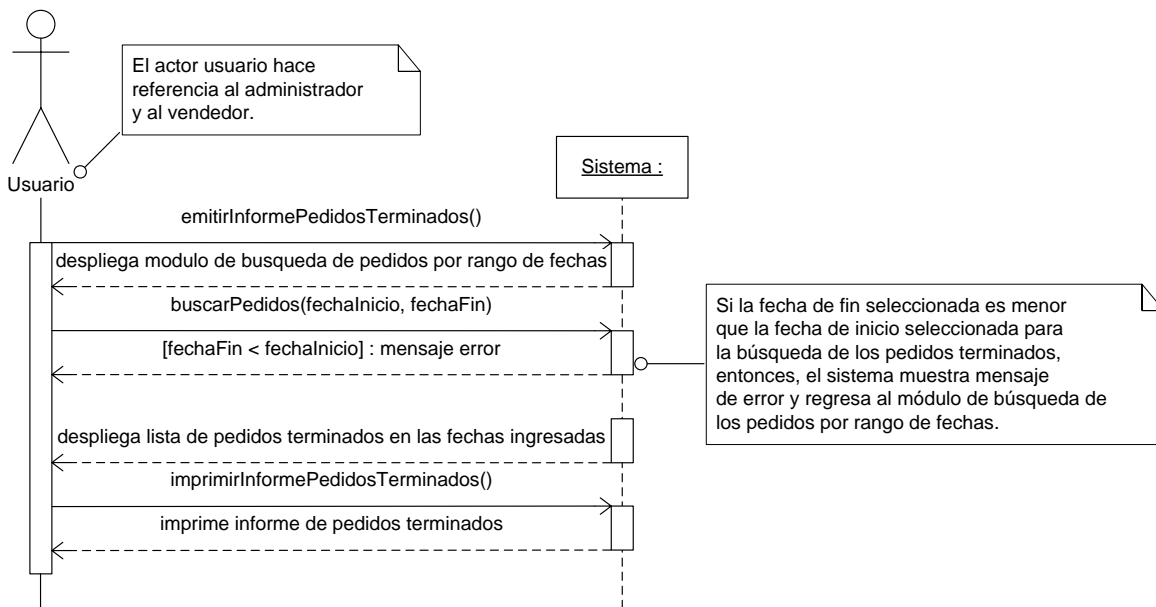 El actor usuario hace
referencia al administrador
y al vendedor.
Usuario
Sistema :
emitirInformePedidosTerminados()
despliega modulo de busqueda de pedidos por rango de fechas
buscarPedidos(fechaInicio, fechaFin)
[fechaFin < fechaInicio] : mensaje error
Si la fecha de fin seleccionada es menor
que la fecha de inicio seleccionada para
la búsqueda de los pedidos terminados,
entonces, el sistema muestra mensaje
de error y regresa al módulo de búsqueda de
los pedidos por rango de fechas.
despliega lista de pedidos terminados en las fechas ingresadas
imprimirInformePedidosTerminados()
imprime informe de pedidos terminados